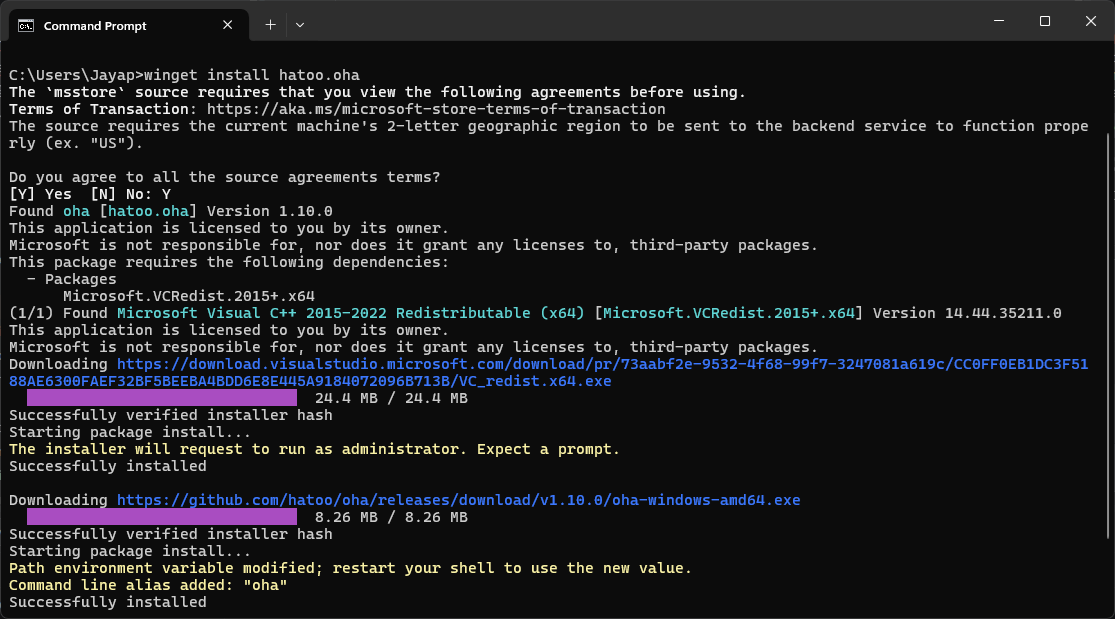 Command Prompt
C:\Users\Jayap>winget install hatoo.oha
The `msstore` source requires that you view the following agreements before using.
Terms of Transaction: https://aka.ms/microsoft-store-terms-of-transaction
The source requires the current machine's 2-letter geographic region to be sent to the backend service to function prope
rly (ex. "US").
Do you agree to all the source agreements terms?
[Y] Yes  [N] No: Y
Found oha [hatoo.oha] Version 1.10.0
This application is licensed to you by its owner.
Microsoft is not responsible for, nor does it grant any licenses to, third-party packages.
This package requires the following dependencies:
  - Packages
      Microsoft.VCRedist.2015+.x64
(1/1) Found Microsoft Visual C++ 2015-2022 Redistributable (x64) [Microsoft.VCRedist.2015+.x64] Version 14.44.35211.0
This application is licensed to you by its owner.
Microsoft is not responsible for, nor does it grant any licenses to, third-party packages.
Downloading https://download.visualstudio.microsoft.com/download/pr/73aabf2e-9532-4f68-99f7-3247081a619c/CC0FF0EB1DC3F51
88AE6300FAEF32BF5BEEBA4BDD6E8E445A9184072096B713B/VC_redist.x64.exe
24.4 MB / 24.4 MB
Successfully verified installer hash
Starting package install...
The installer will request to run as administrator. Expect a prompt.
Successfully installed
Downloading https://github.com/hatoo/oha/releases/download/v1.10.0/oha-windows-amd64.exe
8.26 MB / 8.26 MB
Successfully verified installer hash
Starting package install...
Path environment variable modified; restart your shell to use the new value.
Command line alias added: "oha"
Successfully installed